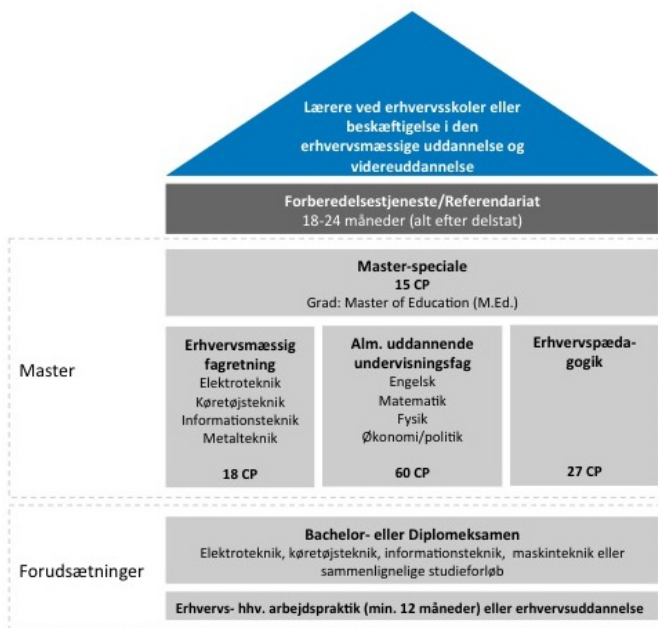 Lærere ved erhvervsskoler eller
beskæftigelse i den
erhvervsmæssige uddannelse og
videreuddannelse
Forberedelsestjeneste/Referendariat
18-24 måneder (alt efter delstat)
Master
Master-speciale
15 CP
Grad: Master of Education (M.Ed.)
Erhvervsmæssig
fagretning
Elektroteknik
Køretøjsteknik
Informationsteknik
Metalteknik
18 CP
Alm. uddannende
undervisningsfag
Engelsk
Matematik
Fysik
Økonomi/politik
60 CP
Erhvervspæda-
gogik
27 CP
Forudsætninger
Bachelor- eller Diplomeksamen
Elektroteknik, køretøjsteknik, informationsteknik, maskinteknik eller
sammenlignelige studieforløb
Erhvervs- hhv. arbejdspraktik (min. 12 måneder) eller erhvervsuddannelse